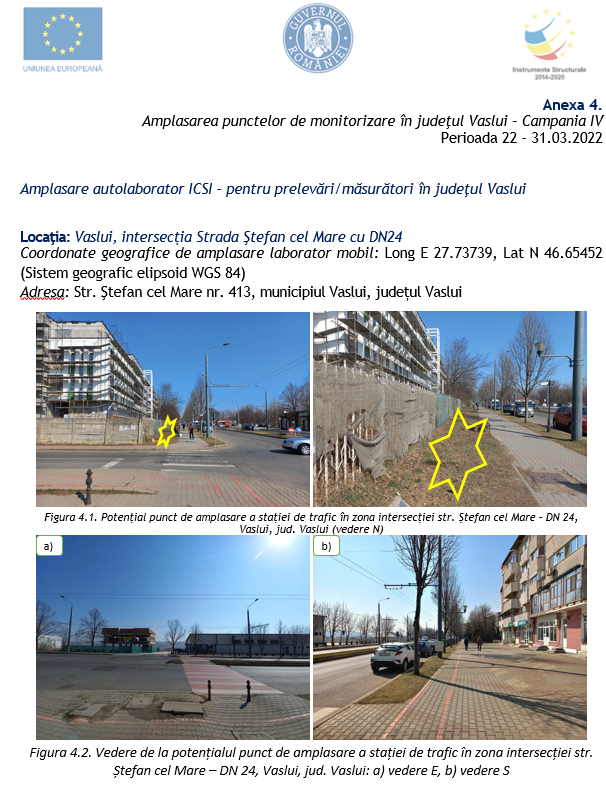 UNIUNEA EUROPEANĂ
GUVERNUL ROMÂNIEI
Instrumente Structurale
2014-2020
Anexa 4.
Amplasarea punctelor de monitorizare în judeţul Vaslui – Campania IV
Perioada 22 - 31.03.2022
Amplasare autolaborator ICSI – pentru prelevări/măsurători în judeţul Vaslui
Locaţia: Vaslui, intersecția Strada Ștefan cel Mare cu DN24
Coordonate geografice de amplasare laborator mobil: Long E 27.73739, Lat N 46.65452
(Sistem geografic elipsoid WGS 84)
Adresa: Str. Ștefan cel Mare nr. 413, municipiul Vaslui, județul Vaslui
Figura 4.1. Potențial punct de amplasare a stației de trafic în zona intersecției str. Ștefan cel Mare – DN 24,
Vaslui, jud. Vaslui (vedere N)
a)
b)
Figura 4.2. Vedere de la potențialul punct de amplasare a stației de trafic în zona intersecției str.
Ștefan cel Mare – DN 24, Vaslui, jud. Vaslui: a) vedere E, b) vedere S